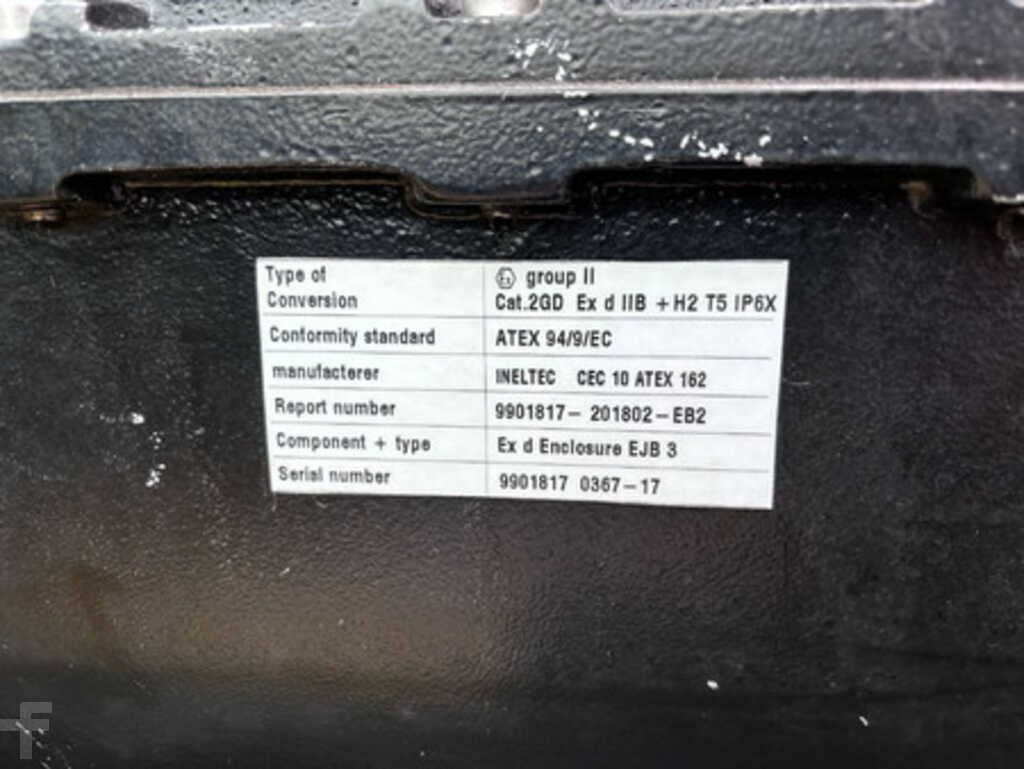 Type of Conversion
Ex group II
Cat.2GD Ex d IIB +H2 T5 IP6X
Conformity standard ATEX 94/9/EC
manufacterer INELTEC CEC 10 ATEX 162
Report number 9901817-201802-EB2
Component + type Ex d Enclosure EJB 3
Serial number 9901817 0367-17
F